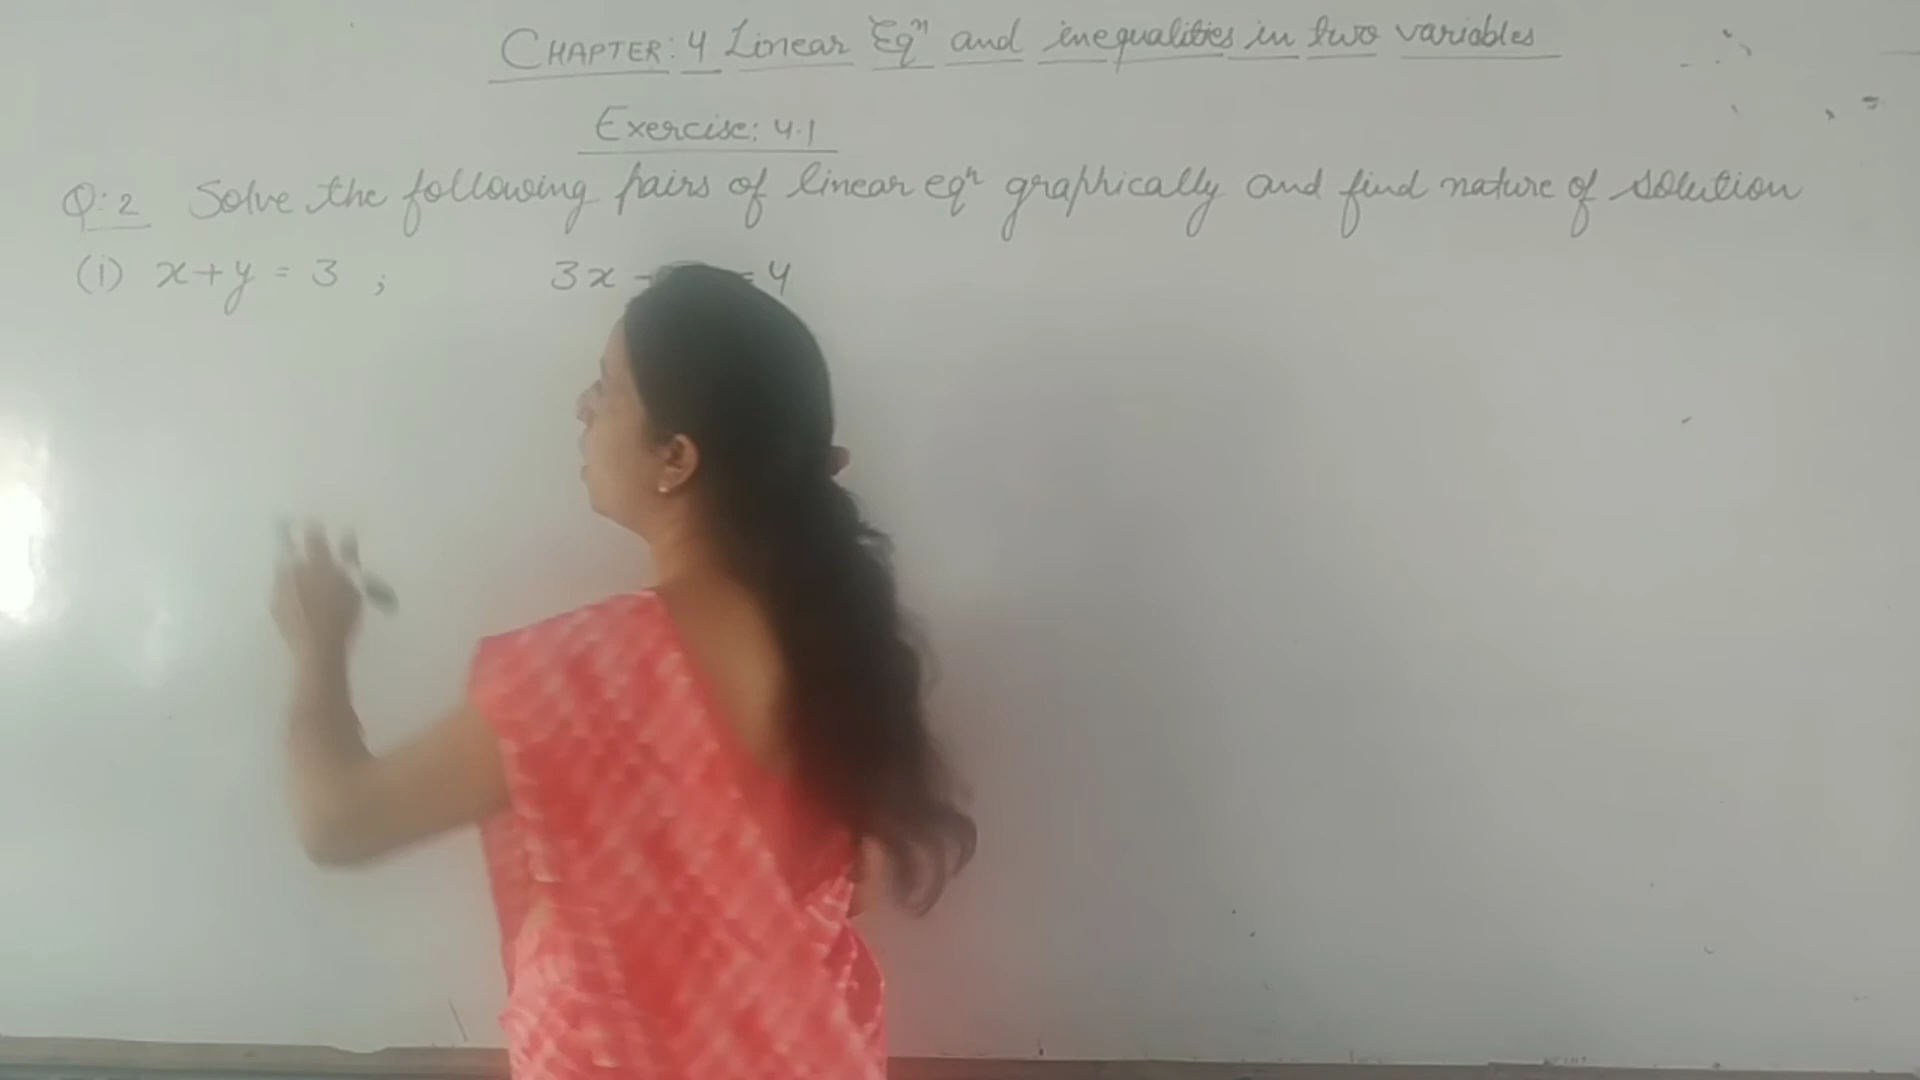 CHAPTER: 4 Linear Eqⁿ and inequalities in two variables
Exercise: 4.1
Q:2 Solve the following pairs of linear eqⁿ graphically and find nature of solution
(i) x+y = 3 ; 3x - = 4